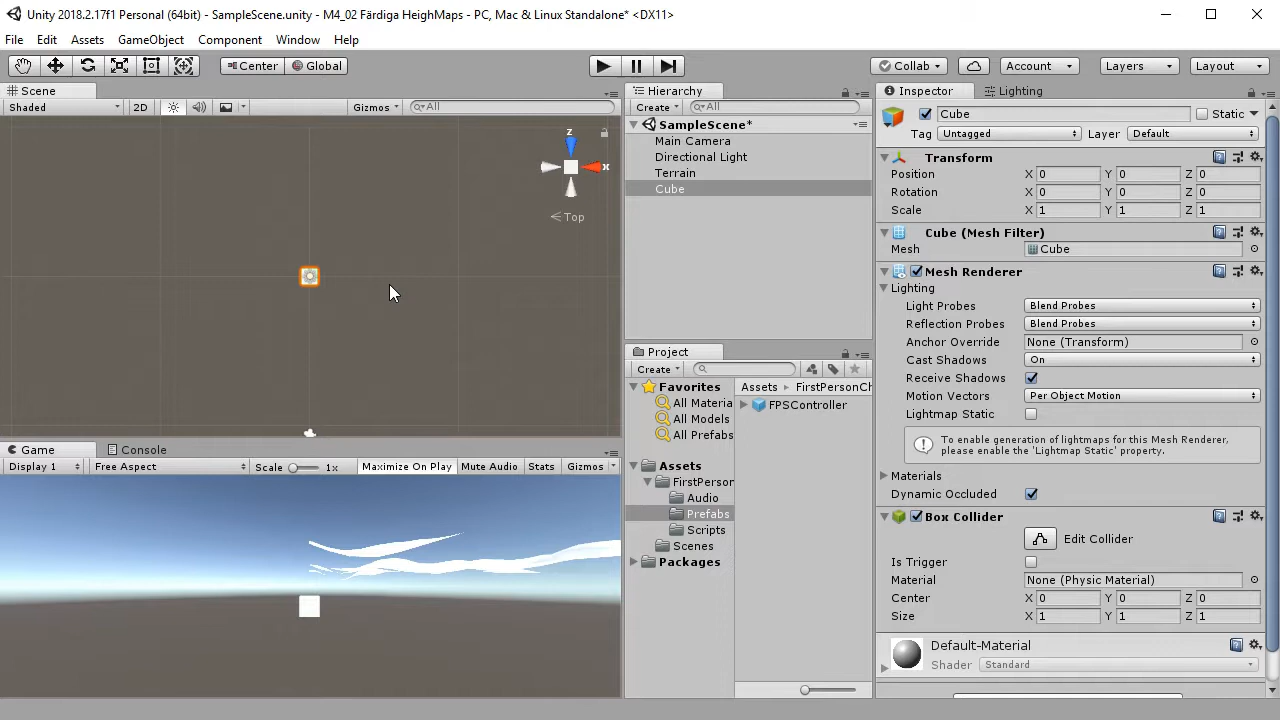 Unity 2018.2.17f1 Personal (64bit) - SampleScene.unity - M4_02 Färdiga HeighMaps - PC, Mac & Linux Standalone* <DX11>
File Edit Assets GameObject Component Window Help
Center Global Collab Account Layers Layout
Scene
Shaded 2D Gizmos All
z
x
Top
Game Console
Display 1 Free Aspect Scale 1x Maximize On Play Mute Audio Stats Gizmos
Hierarchy
Create All
SampleScene*
Main Camera
Directional Light
Terrain
Cube
Project
Create
Favorites
All Materia
All Models
All Prefabs
Assets
FirstPerson
Audio
Prefabs
Scripts
Scenes
Packages
Assets FirstPersonCh
FPSController
Inspector Lighting
Cube Static
Tag Untagged Layer Default
Transform
Position X 0 Y 0 Z 0
Rotation X 0 Y 0 Z 0
Scale X 1 Y 1 Z 1
Cube (Mesh Filter)
Mesh Cube
Mesh Renderer
Lighting
Light Probes Blend Probes
Reflection Probes Blend Probes
Anchor Override None (Transform)
Cast Shadows On
Receive Shadows
Motion Vectors Per Object Motion
Lightmap Static
To enable generation of lightmaps for this Mesh Renderer,
please enable the 'Lightmap Static' property.
Materials
Dynamic Occluded
Box Collider
Edit Collider
Is Trigger
Material None (Physic Material)
Center X 0 Y 0 Z 0
Size X 1 Y 1 Z 1
Default-Material
Shader Standard